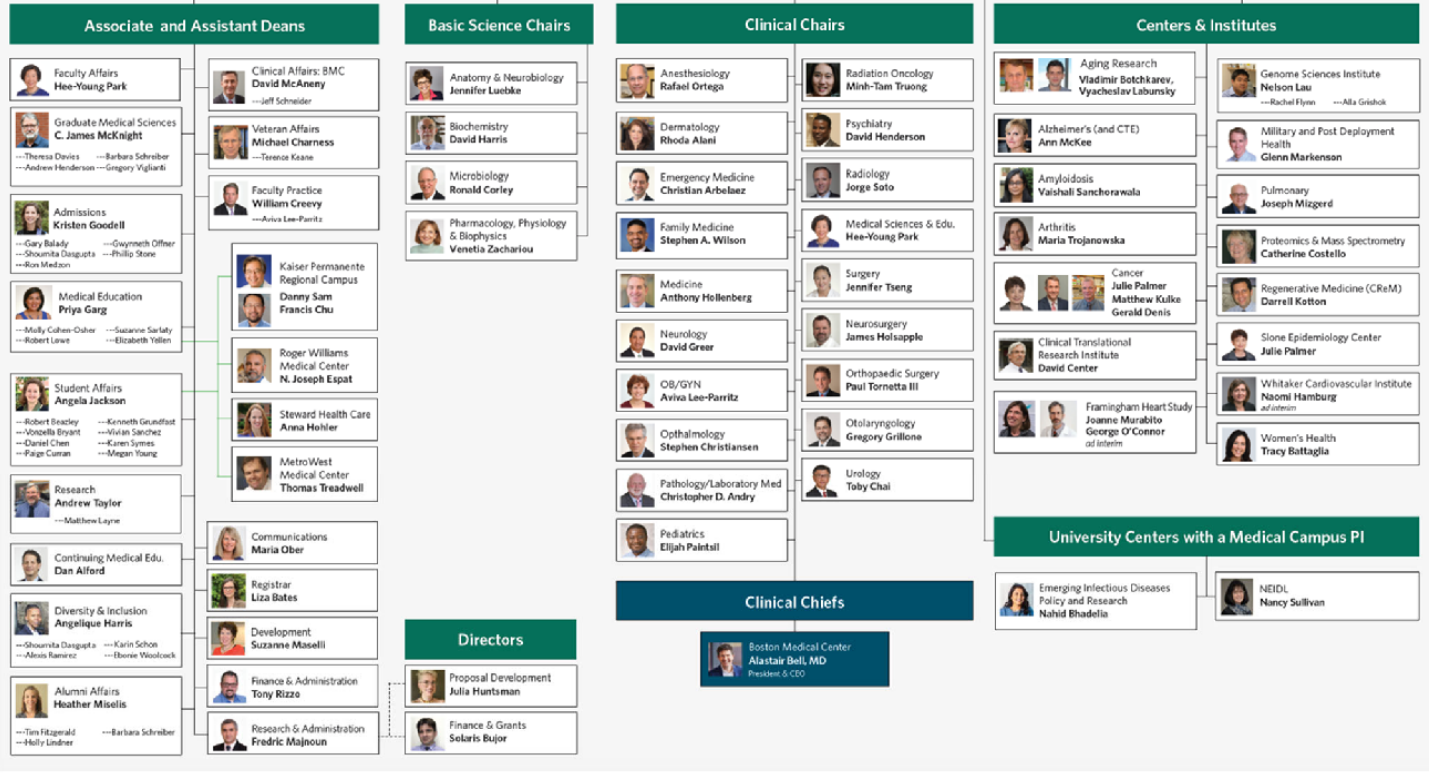 Associate and Assistant Deans
Faculty Affairs
Hee-Young Park
Graduate Medical Sciences
C. James McKnight
---Theresa Davies ---Barbara Schreiber
---Andrew Henderson ---Gregory Viglianti
Admissions
Kristen Goodell
---Gary Balady ---Gwynneth Offner
---Shoumita Dasgupta ---Phillip Stone
---Ron Medzon
Medical Education
Priya Garg
---Molly Cohen-Osher ---Suzanne Sarfaty
---Robert Lowe ---Elizabeth Yellen
Student Affairs
Angela Jackson
---Robert Beazley ---Kenneth Grundfast
---Vonzella Bryant ---Vivian Sanchez
---Daniel Chen ---Karen Symes
---Paige Curran ---Megan Young
Research
Andrew Taylor
---Matthew Layne
Continuing Medical Edu.
Dan Alford
Diversity & Inclusion
Angelique Harris
---Shoumita Dasgupta ---Karin Schon
---Alexis Ramirez ---Ebonie Woolcock
Alumni Affairs
Heather Miselis
---Tim Fitzgerald ---Barbara Schreiber
---Holly Lindner
Clinical Affairs: BMC
David McAneny
---Jeff Schneider
Veteran Affairs
Michael Charness
---Terence Keane
Faculty Practice
William Creevy
---Aviva Lee-Parritz
Kaiser Permanente
Regional Campus
Danny Sam
Francis Chu
Roger Williams
Medical Center
N. Joseph Espat
Steward Health Care
Anna Hohler
MetroWest
Medical Center
Thomas Treadwell
Communications
Maria Ober
Registrar
Liza Bates
Development
Suzanne Maselli
Finance & Administration
Tony Rizzo
Research & Administration
Fredric Majnoun
Basic Science Chairs
Anatomy & Neurobiology
Jennifer Luebke
Biochemistry
David Harris
Microbiology
Ronald Corley
Pharmacology, Physiology
& Biophysics
Venetia Zachariou
Directors
Proposal Development
Julia Huntsman
Finance & Grants
Solaris Bujor
Clinical Chairs
Anesthesiology
Rafael Ortega
Dermatology
Rhoda Alani
Emergency Medicine
Christian Arbelaez
Family Medicine
Stephen A. Wilson
Medicine
Anthony Hollenberg
Neurology
David Greer
OB/GYN
Aviva Lee-Parritz
Opthalmology
Stephen Christiansen
Pathology/Laboratory Med
Christopher D. Andry
Pediatrics
Elijah Paintsil
Radiation Oncology
Minh-Tam Truong
Psychiatry
David Henderson
Radiology
Jorge Soto
Medical Sciences & Edu.
Hee-Young Park
Surgery
Jennifer Tseng
Neurosurgery
James Holsapple
Orthopaedic Surgery
Paul Tornetta III
Otolaryngology
Gregory Grillone
Urology
Toby Chai
Clinical Chiefs
Boston Medical Center
Alastair Bell, MD
President & CEO
Centers & Institutes
Aging Research
Vladimir Botchkarev,
Vyacheslav Labunsky
Alzheimer's (and CTE)
Ann McKee
Amyloidosis
Vaishali Sanchorawala
Arthritis
Maria Trojanowska
Cancer
Julie Palmer
Matthew Kulke
Gerald Denis
Clinical Translational
Research Institute
David Center
Framingham Heart Study
Joanne Murabito
George O'Connor
ad interim
Genome Sciences Institute
Nelson Lau
---Rachel Flynn ---Alla Grishok
Military and Post Deployment
Health
Glenn Markenson
Pulmonary
Joseph Mizgerd
Proteomics & Mass Spectrometry
Catherine Costello
Regenerative Medicine (CReM)
Darrell Kotton
Slone Epidemiology Center
Julie Palmer
Whitaker Cardiovascular Institute
Naomi Hamburg
ad interim
Women's Health
Tracy Battaglia
University Centers with a Medical Campus PI
Emerging Infectious Diseases
Policy and Research
Nahid Bhadelia
NEIDL
Nancy Sullivan